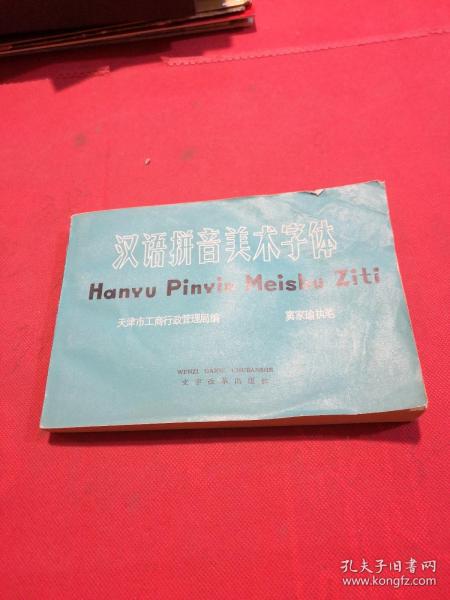 汉语拼音美术字体
Hanyu Pinyin Meishu Ziti
天津市工商行政管理局编 窦家瑜执笔
WENZI GAIGE CHUBANSHE
文字改革出版社
孔夫子旧书网
www.kongfz.com